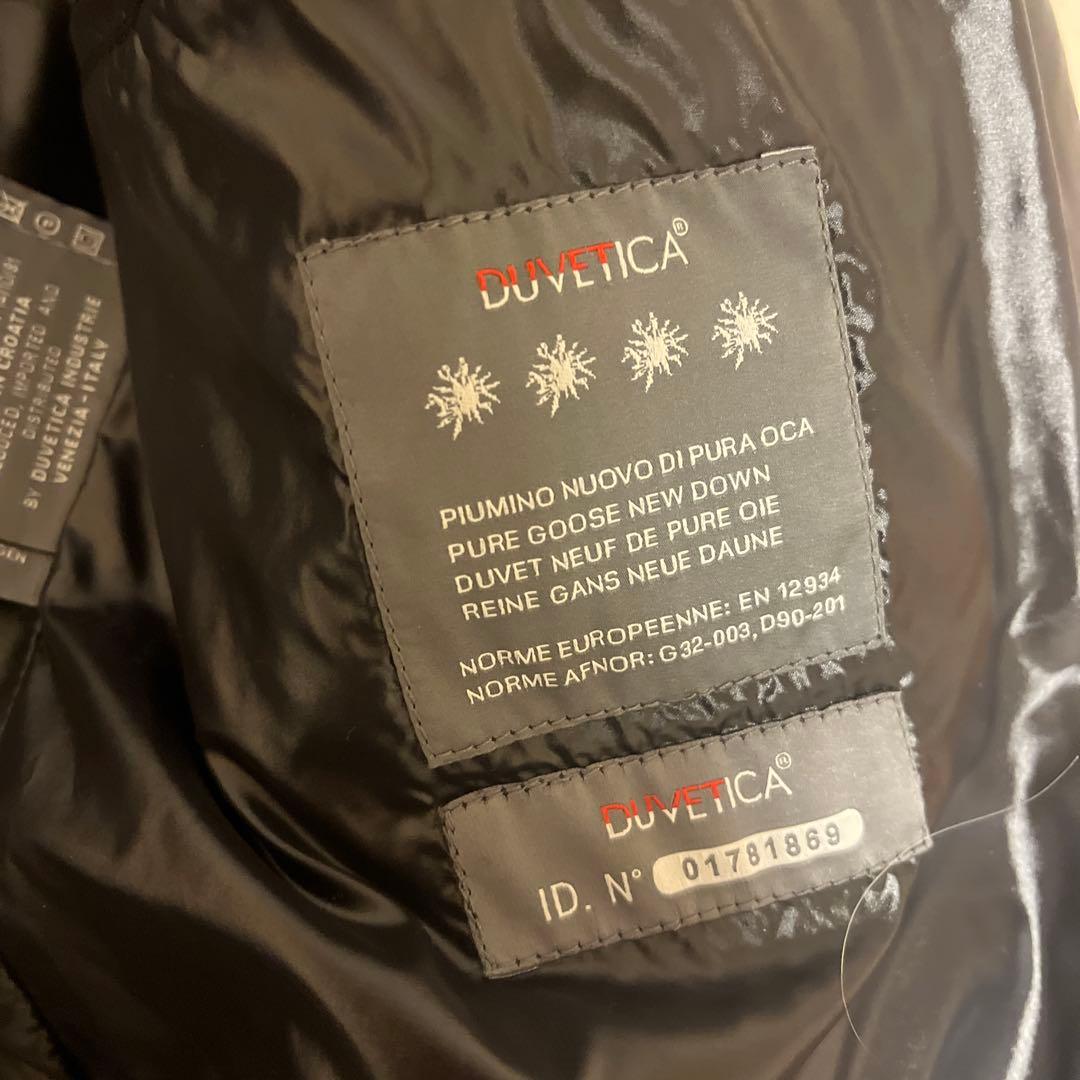 IN CROATIA
IMPORTED AND
DISTRIBUTED
BY DUVETICA INDUSTRIE
VENEZIA-ITALY
DUVETICA®
PIUMINO NUOVO DI PURA OCA
PURE GOOSE NEW DOWN
DUVET NEUF DE PURE OIE
REINE GANS NEUE DAUNE
NORME EUROPEENNE: EN 12934
NORME AFNOR: G32-003, D90-201
DUVETICA®
ID. N° 01781869